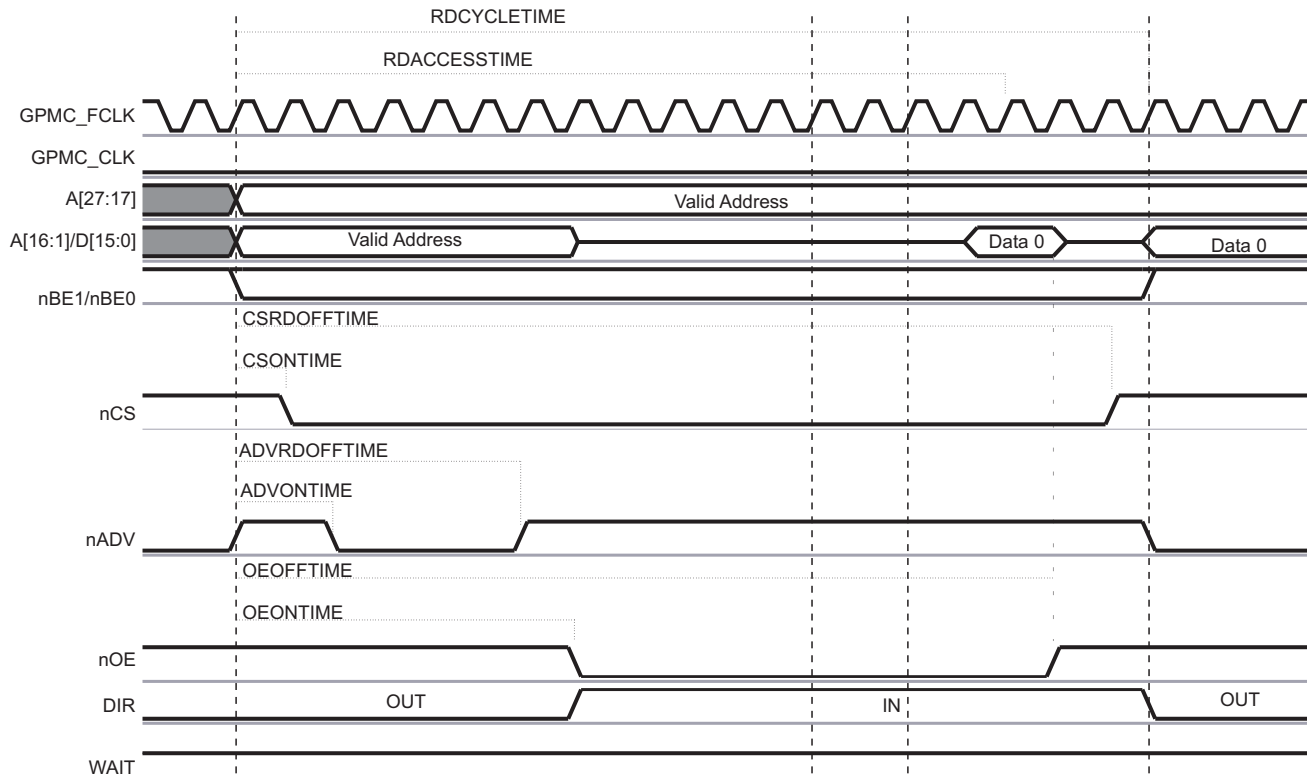 RDCYCLETIME
RDACCESSTIME
GPMC_FCLK
GPMC_CLK
A[27:17]
Valid Address
A[16:1]/D[15:0]
Valid Address
Data 0
Data 0
nBE1/nBE0
CSRDOFFTIME
CSONTIME
nCS
ADVRDOFFTIME
ADVONTIME
nADV
OEOFFTIME
OEONTIME
nOE
DIR
OUT
IN
OUT
WAIT